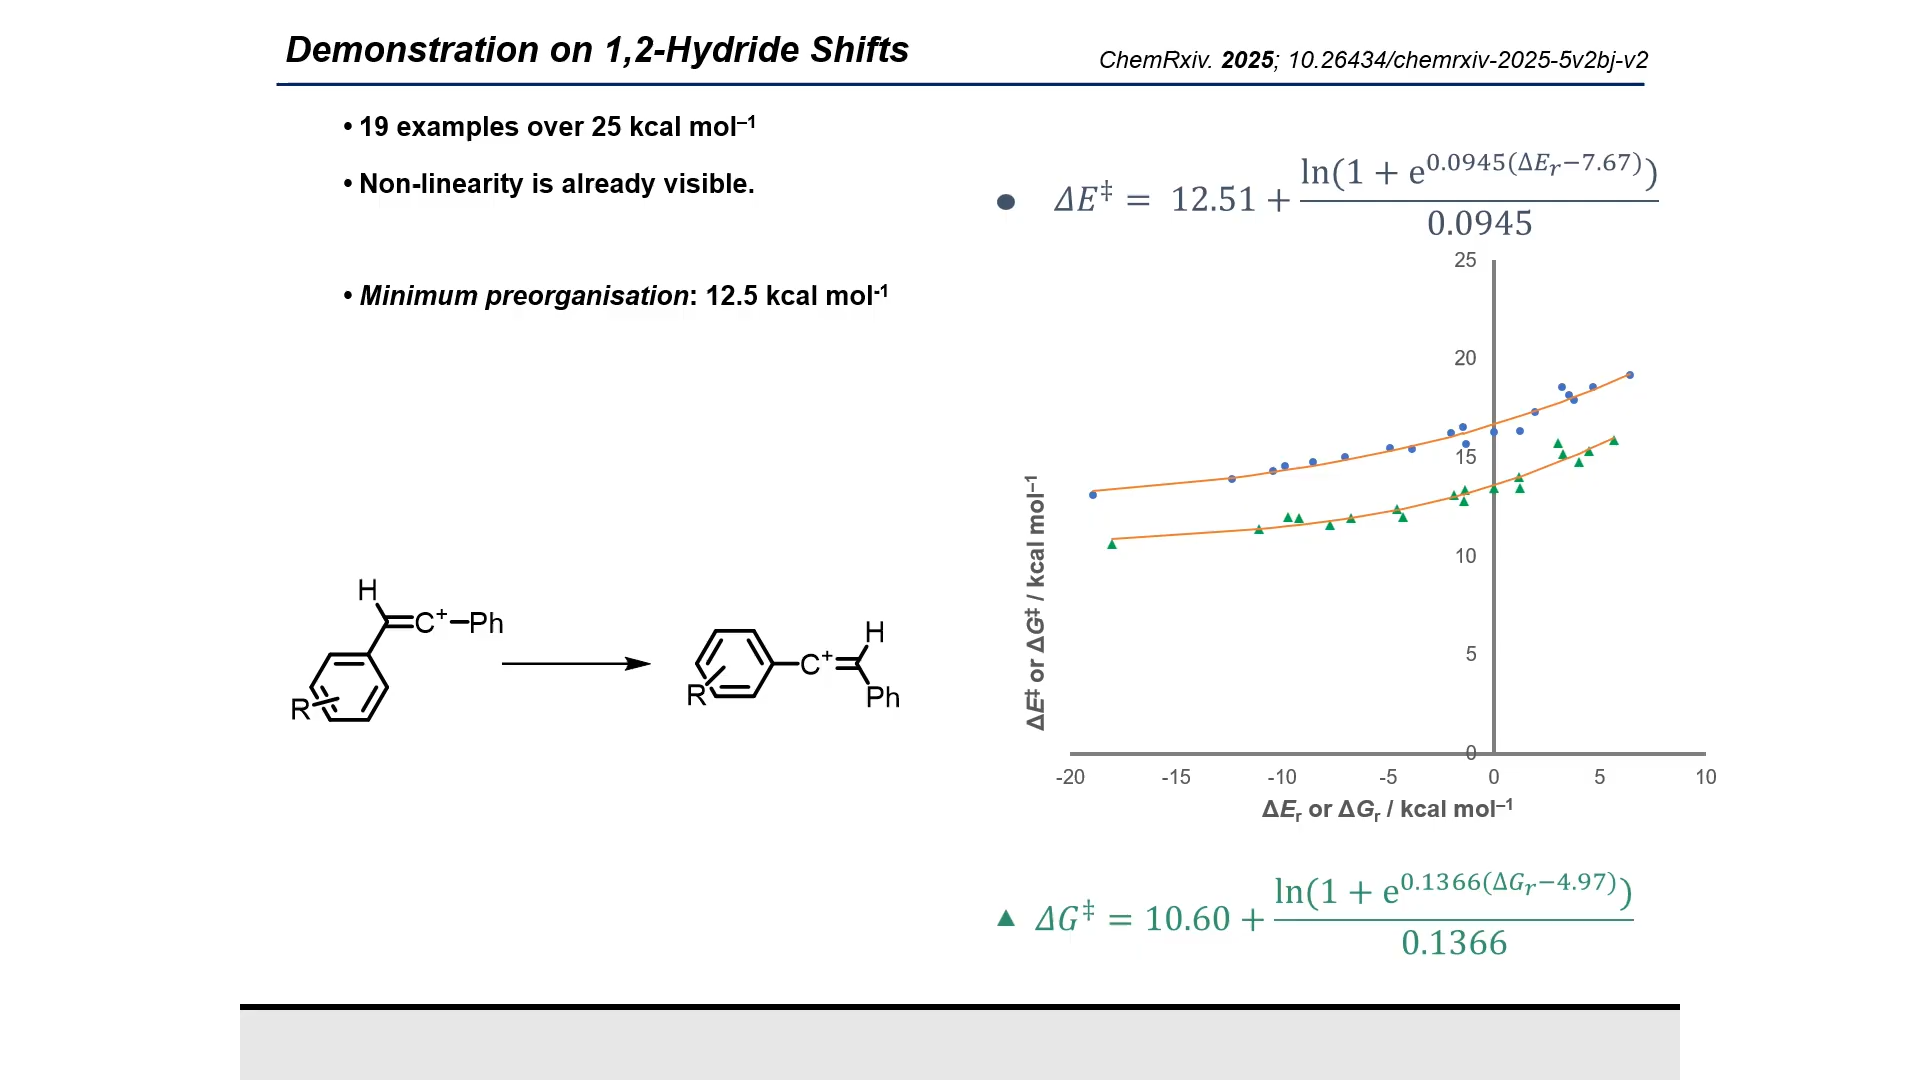 Demonstration on 1,2-Hydride Shifts
ChemRxiv. 2025; 10.26434/chemrxiv-2025-5v2bj-v2
• 19 examples over 25 kcal mol⁻¹
• Non-linearity is already visible.
• Minimum preorganisation: 12.5 kcal mol⁻¹
ΔE‡ = 12.51 + ln(1 + e^0.0945(ΔEᵣ−7.67)) / 0.0945
25
20
15
10
5
0
-20 -15 -10 -5 0 5 10
ΔE‡ or ΔG‡ / kcal mol⁻¹
ΔEᵣ or ΔGᵣ / kcal mol⁻¹
H
C⁺ Ph
R
H
C⁺
R
Ph
ΔG‡ = 10.60 + ln(1 + e^0.1366(ΔGᵣ−4.97)) / 0.1366